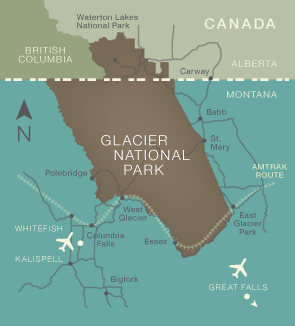 Waterton Lakes
National Park
CANADA
BRITISH
COLUMBIA
ALBERTA
Carway
MONTANA
Babb
N
GLACIER
NATIONAL
PARK
St.
Mary
Polebridge
AMTRAK
ROUTE
West
Glacier
East
Glacier
Park
WHITEFISH
Columbia
Falls
Essex
KALISPELL
Bigfork
GREAT FALLS